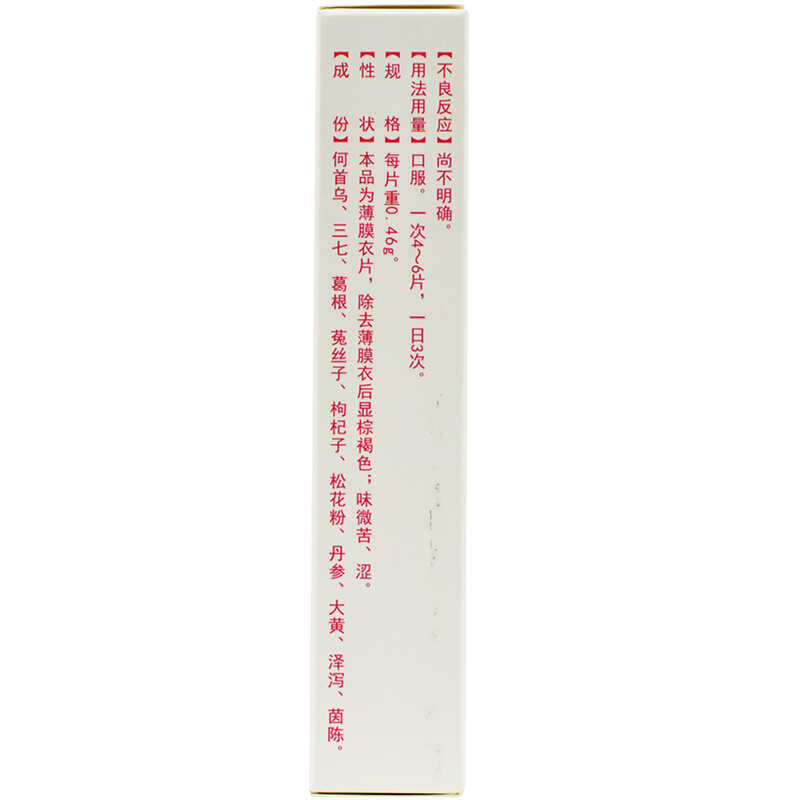 【成份】何首乌、三七、葛根、菟丝子、枸杞子、松花粉、丹参、大黄、泽泻、茵陈。
【性状】本品为薄膜衣片，除去薄膜衣后显棕褐色；味微苦、涩。
【规格】每片重0.46g。
【用法用量】口服。一次4～6片，一日3次。
【不良反应】尚不明确。